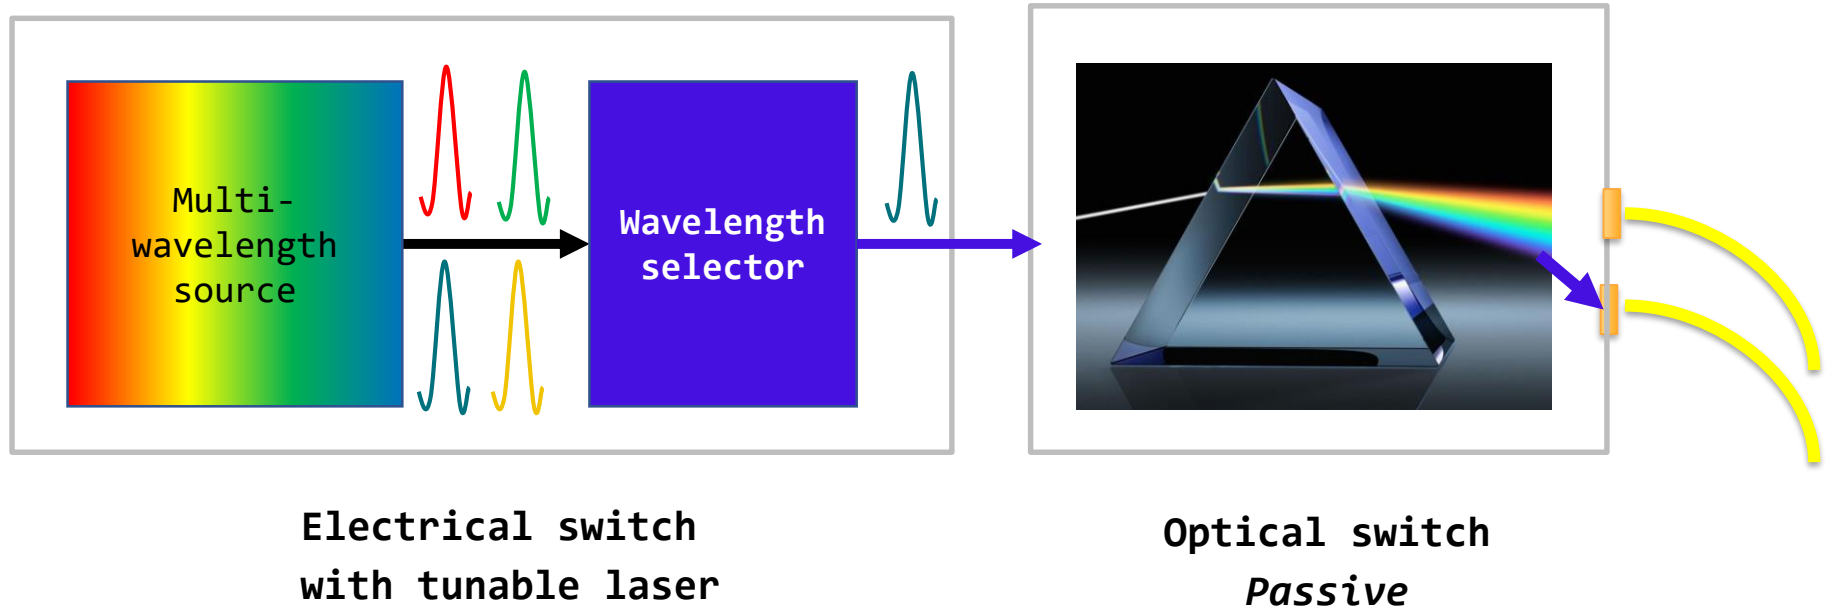 Multi-
wavelength
source
Wavelength
selector
Electrical switch
with tunable laser
Optical switch
Passive